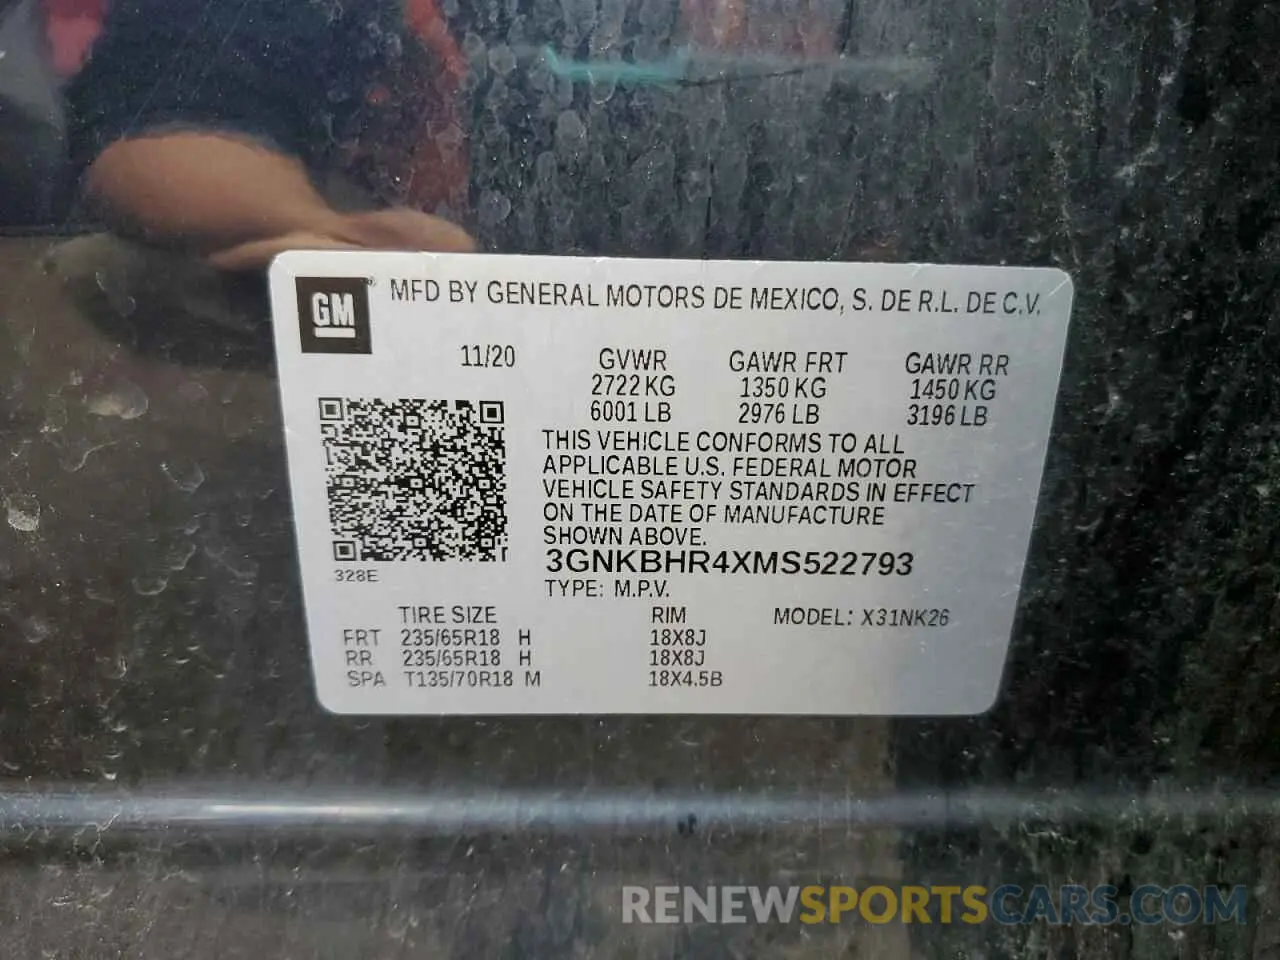 GM® MFD BY GENERAL MOTORS DE MEXICO, S. DE R.L. DE C.V.
11/20 GVWR GAWR FRT GAWR RR
2722 KG 1350 KG 1450 KG
6001 LB 2976 LB 3196 LB
THIS VEHICLE CONFORMS TO ALL
APPLICABLE U.S. FEDERAL MOTOR
VEHICLE SAFETY STANDARDS IN EFFECT
ON THE DATE OF MANUFACTURE
SHOWN ABOVE.
3GNKBHR4XMS522793
328E
TYPE: M.P.V.
TIRE SIZE RIM MODEL: X31NK26
FRT 235/65R18 H 18X8J
RR 235/65R18 H 18X8J
SPA T135/70R18 M 18X4.5B
RENEWSPORTSCARS.COM